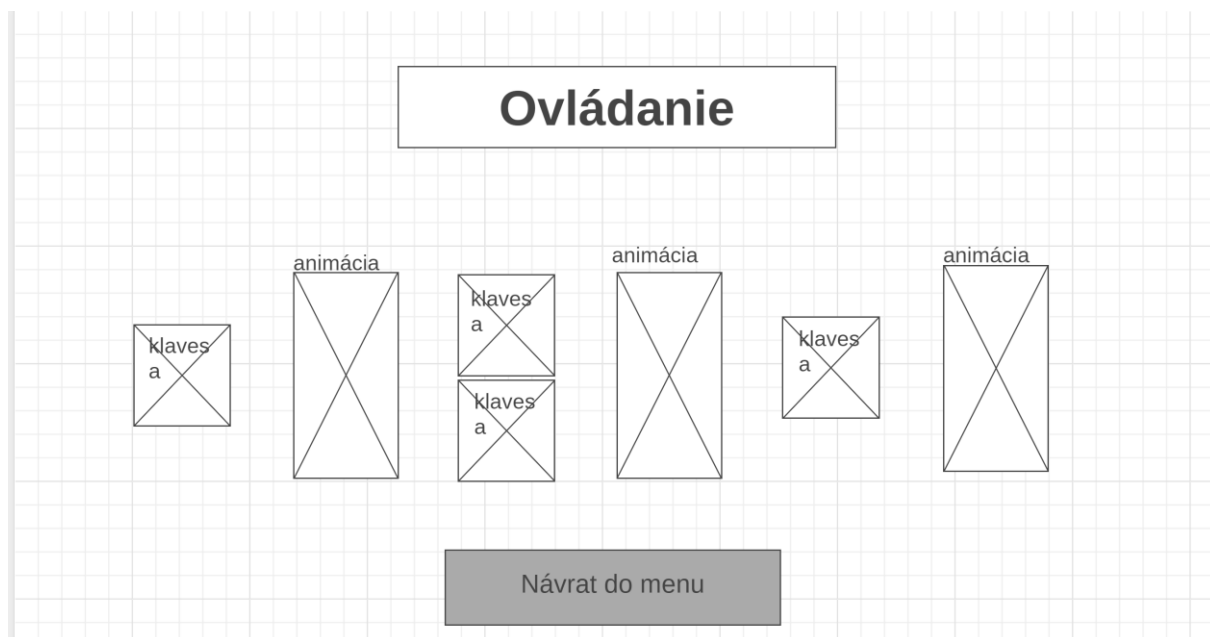 Ovládanie
animácia
animácia
animácia
klaves
a
klaves
a
klaves
a
klaves
a
Návrat do menu